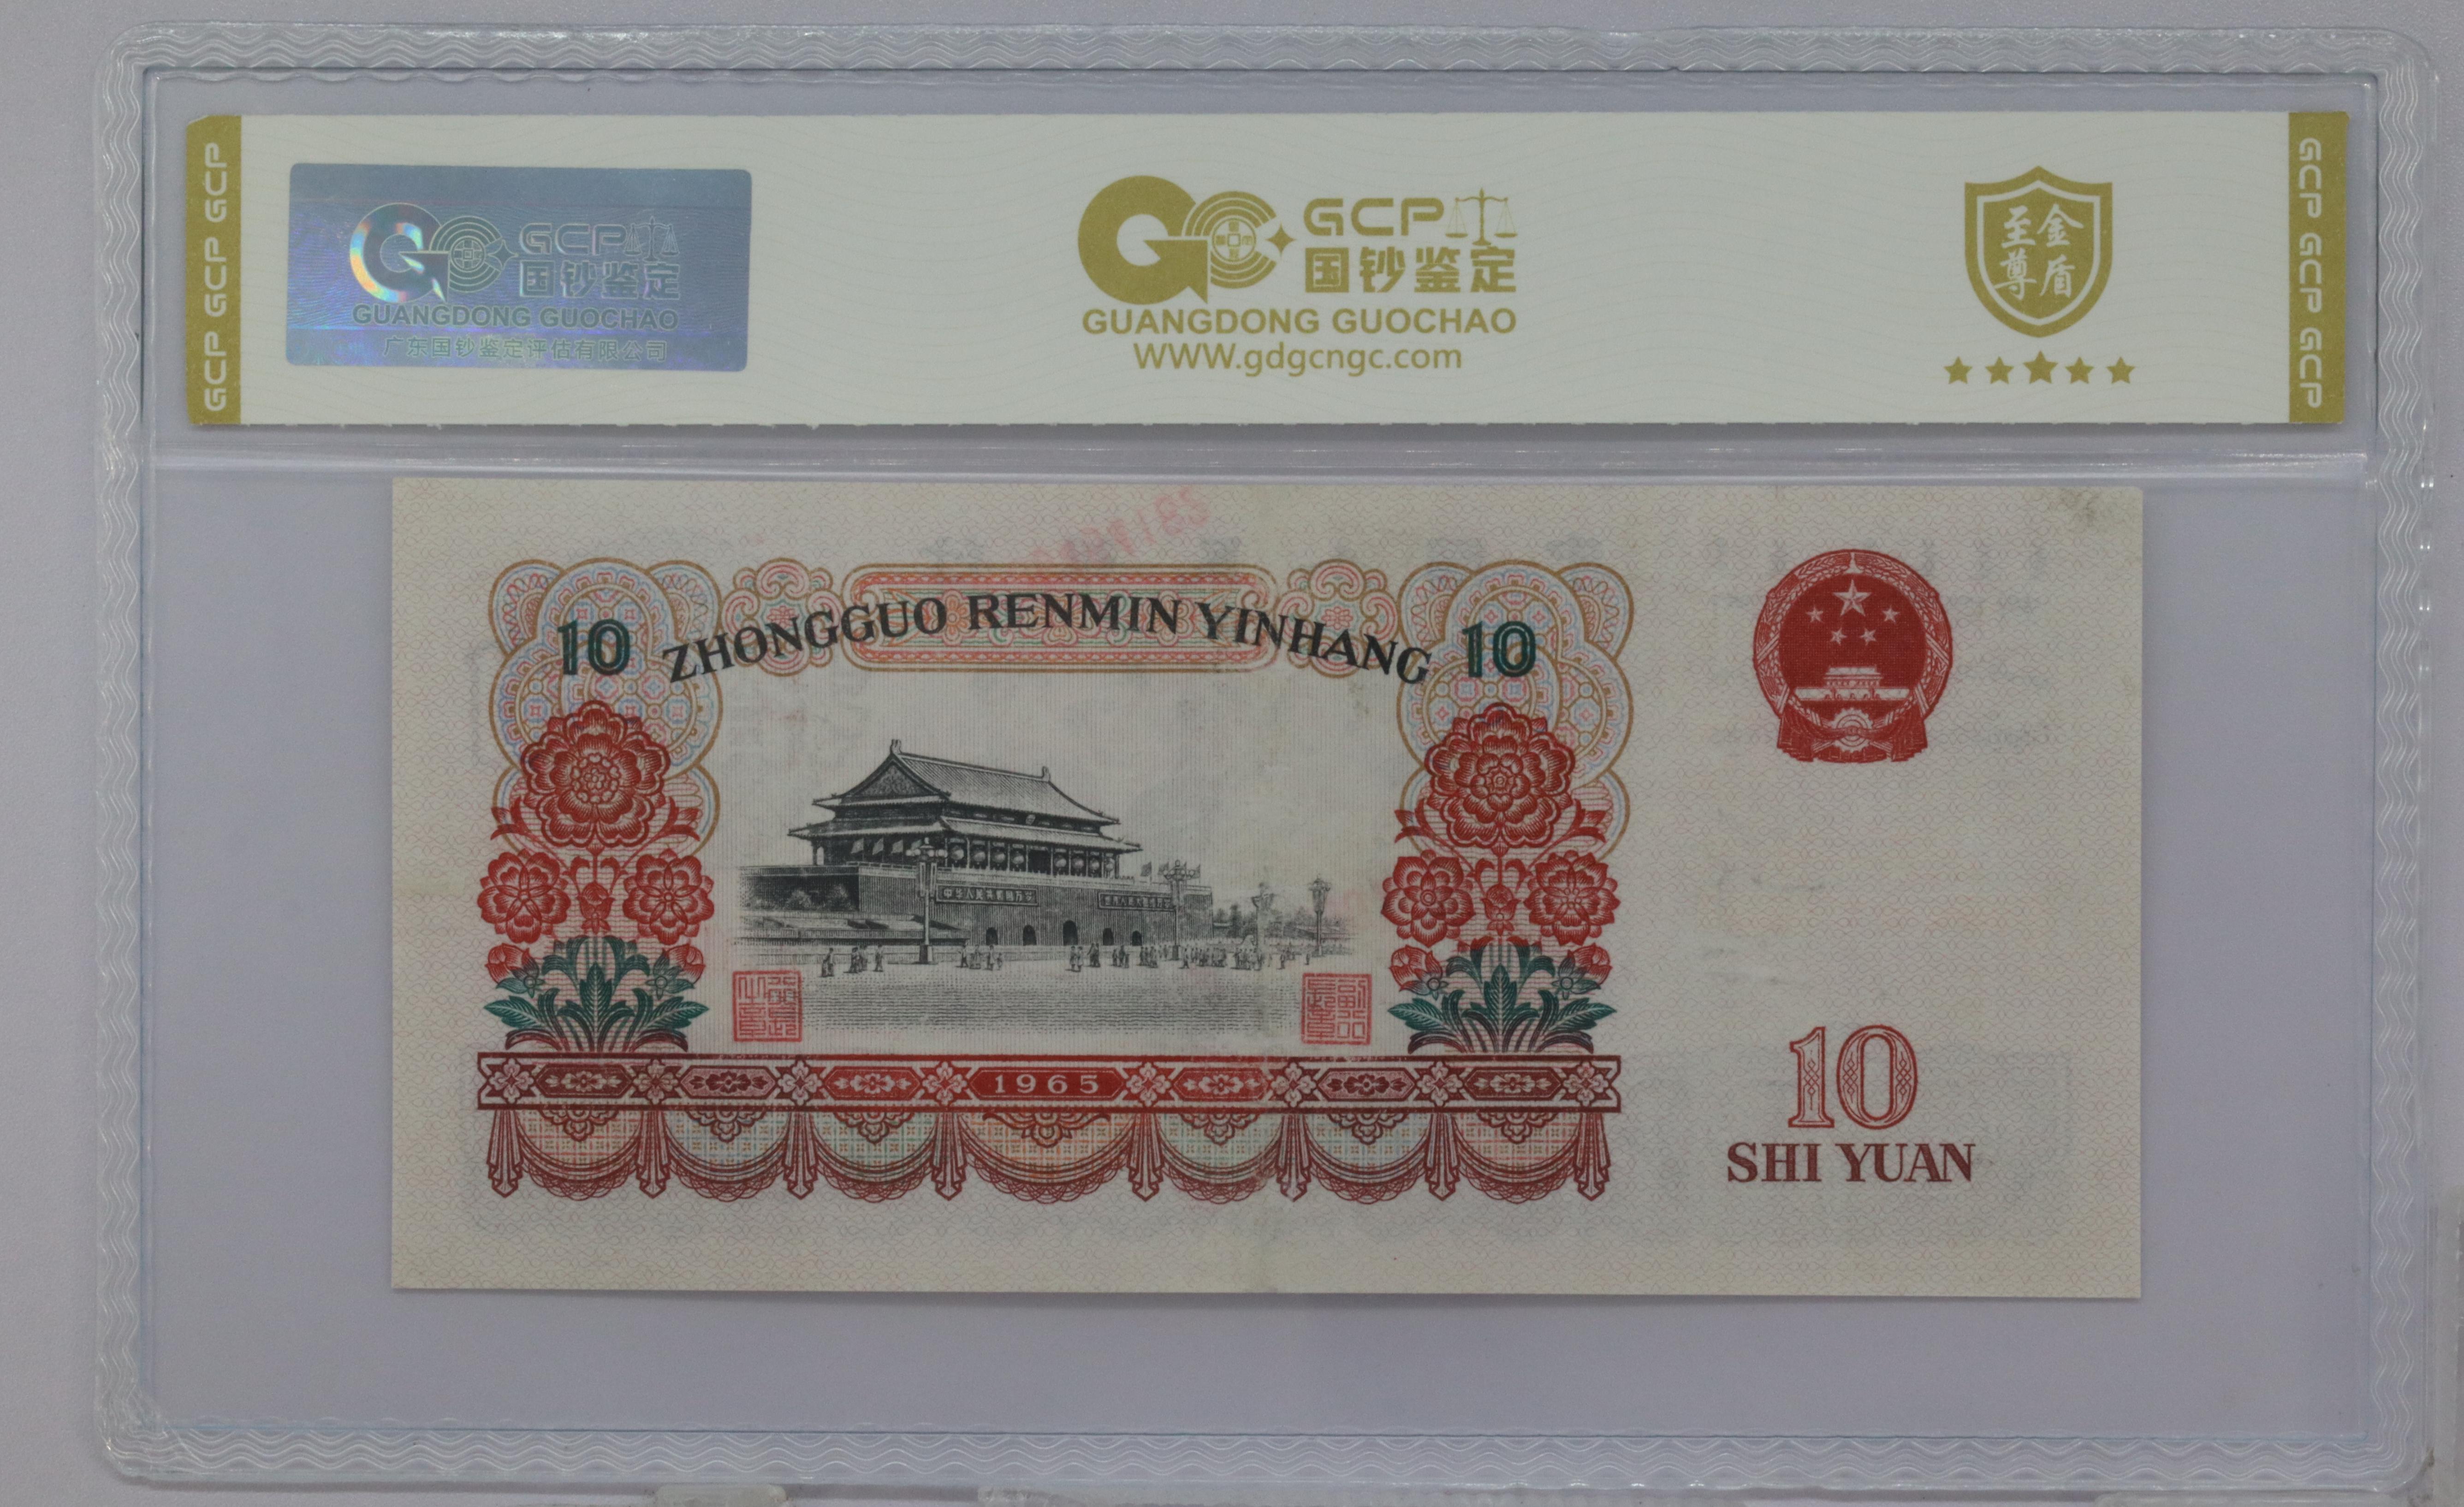 GCP GCP GCP
GCP
国钞鉴定
GUANGDONG GUOCHAO
广东国钞鉴定评估有限公司
GCP
国钞鉴定
GUANGDONG GUOCHAO
WWW.gdgcngc.com
至金
尊盾
GCP GCP GCP
10 ZHONGGUO RENMIN YINHANG 10
1965
10
SHI YUAN